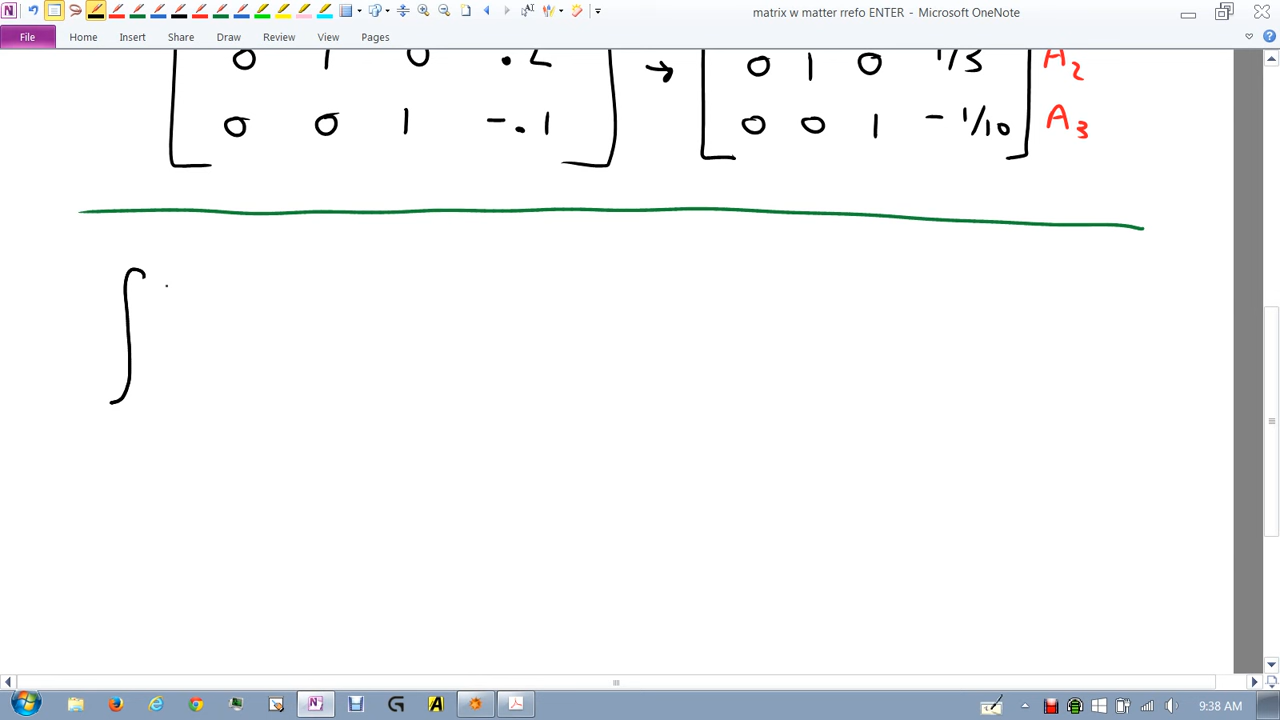 matrix w matter rrefo ENTER - Microsoft OneNote
File Home Insert Share Draw Review View Pages
0 1 0 .2 → 0 1 0 1/5 A2
0 0 1 -.1 0 0 1 - 1/10 A3
∫
9:38 AM